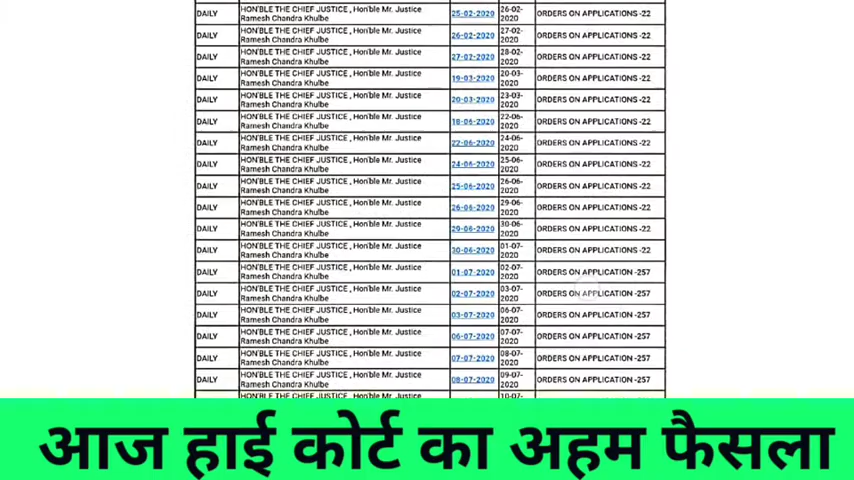 DAILY HON'BLE THE CHIEF JUSTICE , Hon'ble Mr. Justice Ramesh Chandra Khulbe 25-02-2020 26-02-2020 ORDERS ON APPLICATIONS -22
DAILY HON'BLE THE CHIEF JUSTICE , Hon'ble Mr. Justice Ramesh Chandra Khulbe 26-02-2020 27-02-2020 ORDERS ON APPLICATIONS -22
DAILY HON'BLE THE CHIEF JUSTICE , Hon'ble Mr. Justice Ramesh Chandra Khulbe 27-02-2020 28-02-2020 ORDERS ON APPLICATIONS -22
DAILY HON'BLE THE CHIEF JUSTICE , Hon'ble Mr. Justice Ramesh Chandra Khulbe 19-03-2020 20-03-2020 ORDERS ON APPLICATIONS -22
DAILY HON'BLE THE CHIEF JUSTICE , Hon'ble Mr. Justice Ramesh Chandra Khulbe 20-03-2020 23-03-2020 ORDERS ON APPLICATIONS -22
DAILY HON'BLE THE CHIEF JUSTICE , Hon'ble Mr. Justice Ramesh Chandra Khulbe 18-06-2020 22-06-2020 ORDERS ON APPLICATIONS -22
DAILY HON'BLE THE CHIEF JUSTICE , Hon'ble Mr. Justice Ramesh Chandra Khulbe 22-06-2020 24-06-2020 ORDERS ON APPLICATIONS -22
DAILY HON'BLE THE CHIEF JUSTICE , Hon'ble Mr. Justice Ramesh Chandra Khulbe 24-06-2020 25-06-2020 ORDERS ON APPLICATIONS -22
DAILY HON'BLE THE CHIEF JUSTICE , Hon'ble Mr. Justice Ramesh Chandra Khulbe 25-06-2020 26-06-2020 ORDERS ON APPLICATIONS -22
DAILY HON'BLE THE CHIEF JUSTICE , Hon'ble Mr. Justice Ramesh Chandra Khulbe 26-06-2020 29-06-2020 ORDERS ON APPLICATIONS -22
DAILY HON'BLE THE CHIEF JUSTICE , Hon'ble Mr. Justice Ramesh Chandra Khulbe 29-06-2020 30-06-2020 ORDERS ON APPLICATIONS -22
DAILY HON'BLE THE CHIEF JUSTICE , Hon'ble Mr. Justice Ramesh Chandra Khulbe 30-06-2020 01-07-2020 ORDERS ON APPLICATIONS -22
DAILY HON'BLE THE CHIEF JUSTICE , Hon'ble Mr. Justice Ramesh Chandra Khulbe 01-07-2020 02-07-2020 ORDERS ON APPLICATION -257
DAILY HON'BLE THE CHIEF JUSTICE , Hon'ble Mr. Justice Ramesh Chandra Khulbe 02-07-2020 03-07-2020 ORDERS ON APPLICATION -257
DAILY HON'BLE THE CHIEF JUSTICE , Hon'ble Mr. Justice Ramesh Chandra Khulbe 03-07-2020 06-07-2020 ORDERS ON APPLICATION -257
DAILY HON'BLE THE CHIEF JUSTICE , Hon'ble Mr. Justice Ramesh Chandra Khulbe 06-07-2020 07-07-2020 ORDERS ON APPLICATION -257
DAILY HON'BLE THE CHIEF JUSTICE , Hon'ble Mr. Justice Ramesh Chandra Khulbe 07-07-2020 08-07-2020 ORDERS ON APPLICATION -257
DAILY HON'BLE THE CHIEF JUSTICE , Hon'ble Mr. Justice Ramesh Chandra Khulbe 08-07-2020 09-07-2020 ORDERS ON APPLICATION -257
आज हाई कोर्ट का अहम फैसला